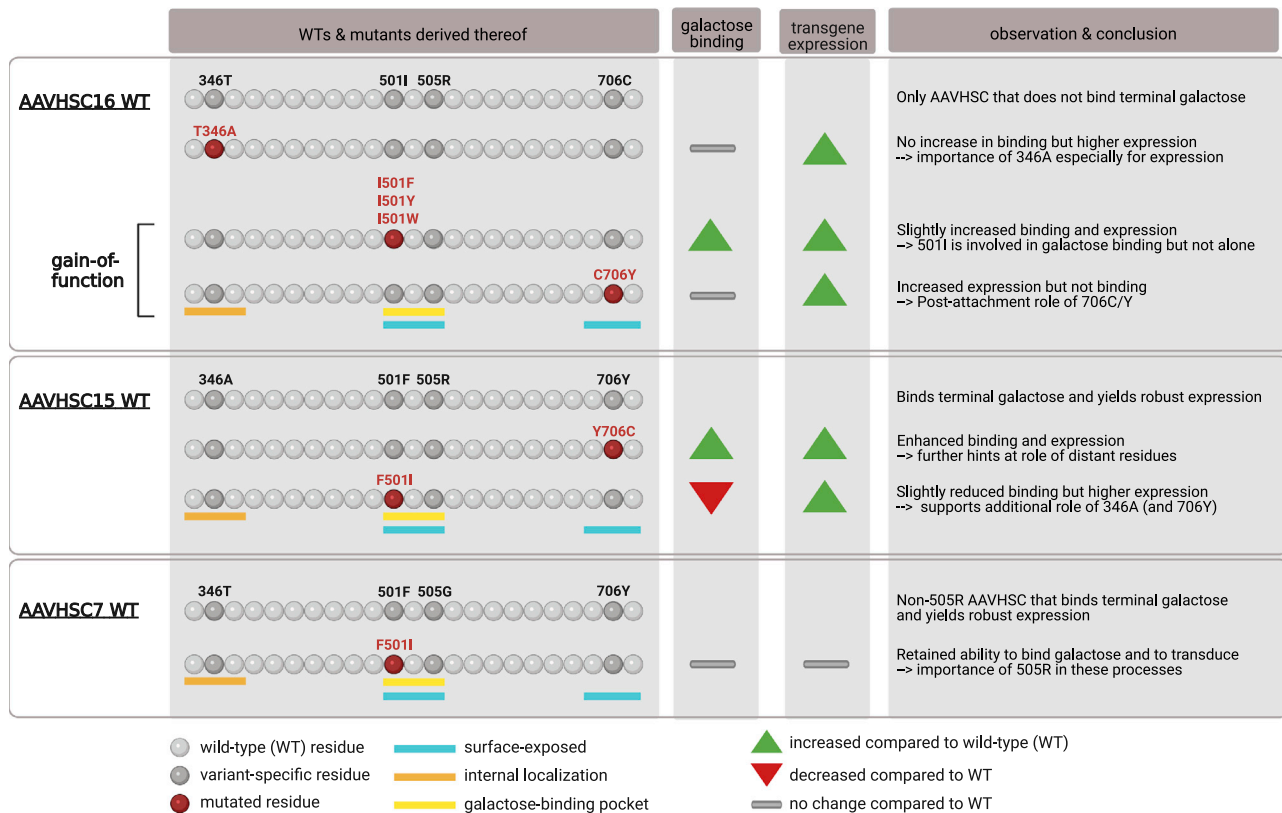 WTs & mutants derived thereof
galactose
binding
transgene
expression
observation & conclusion
AAVHSC16 WT
346T
501I
505R
706C
Only AAVHSC that does not bind terminal galactose
T346A
No increase in binding but higher expression
--> importance of 346A especially for expression
gain-of-
function
I501F
I501Y
I501W
Slightly increased binding and expression
--> 501I is involved in galactose binding but not alone
C706Y
Increased expression but not binding
--> Post-attachment role of 706C/Y
AAVHSC15 WT
346A
501F
505R
706Y
Binds terminal galactose and yields robust expression
Y706C
Enhanced binding and expression
--> further hints at role of distant residues
F501I
Slightly reduced binding but higher expression
--> supports additional role of 346A (and 706Y)
AAVHSC7 WT
346T
501F
505G
706Y
Non-505R AAVHSC that binds terminal galactose
and yields robust expression
F501I
Retained ability to bind galactose and to transduce
--> importance of 505R in these processes
wild-type (WT) residue
variant-specific residue
mutated residue
surface-exposed
internal localization
galactose-binding pocket
increased compared to wild-type (WT)
decreased compared to WT
no change compared to WT